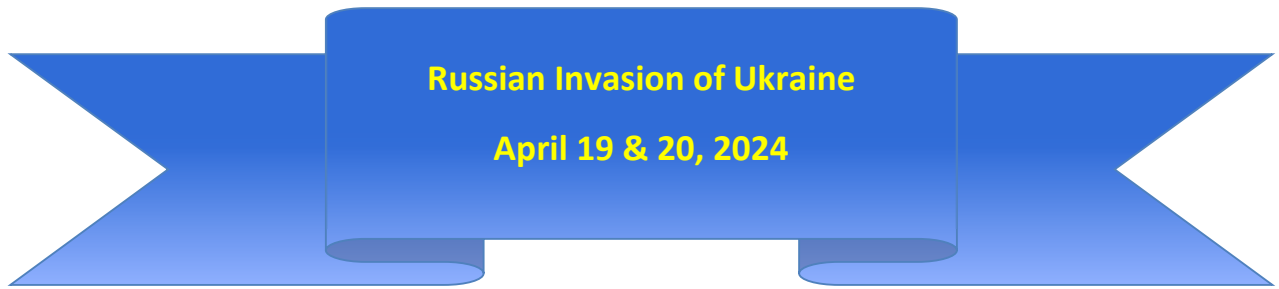 Russian Invasion of Ukraine
April 19 & 20, 2024